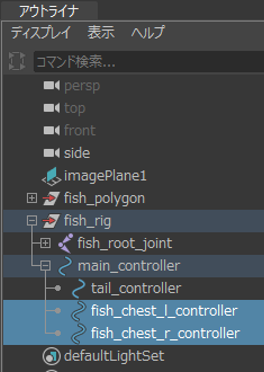 アウトライナ
ディスプレイ 表示 ヘルプ
コマンド検索...
persp
top
front
side
imagePlane1
fish_polygon
fish_rig
fish_root_joint
main_controller
tail_controller
fish_chest_l_controller
fish_chest_r_controller
defaultLightSet